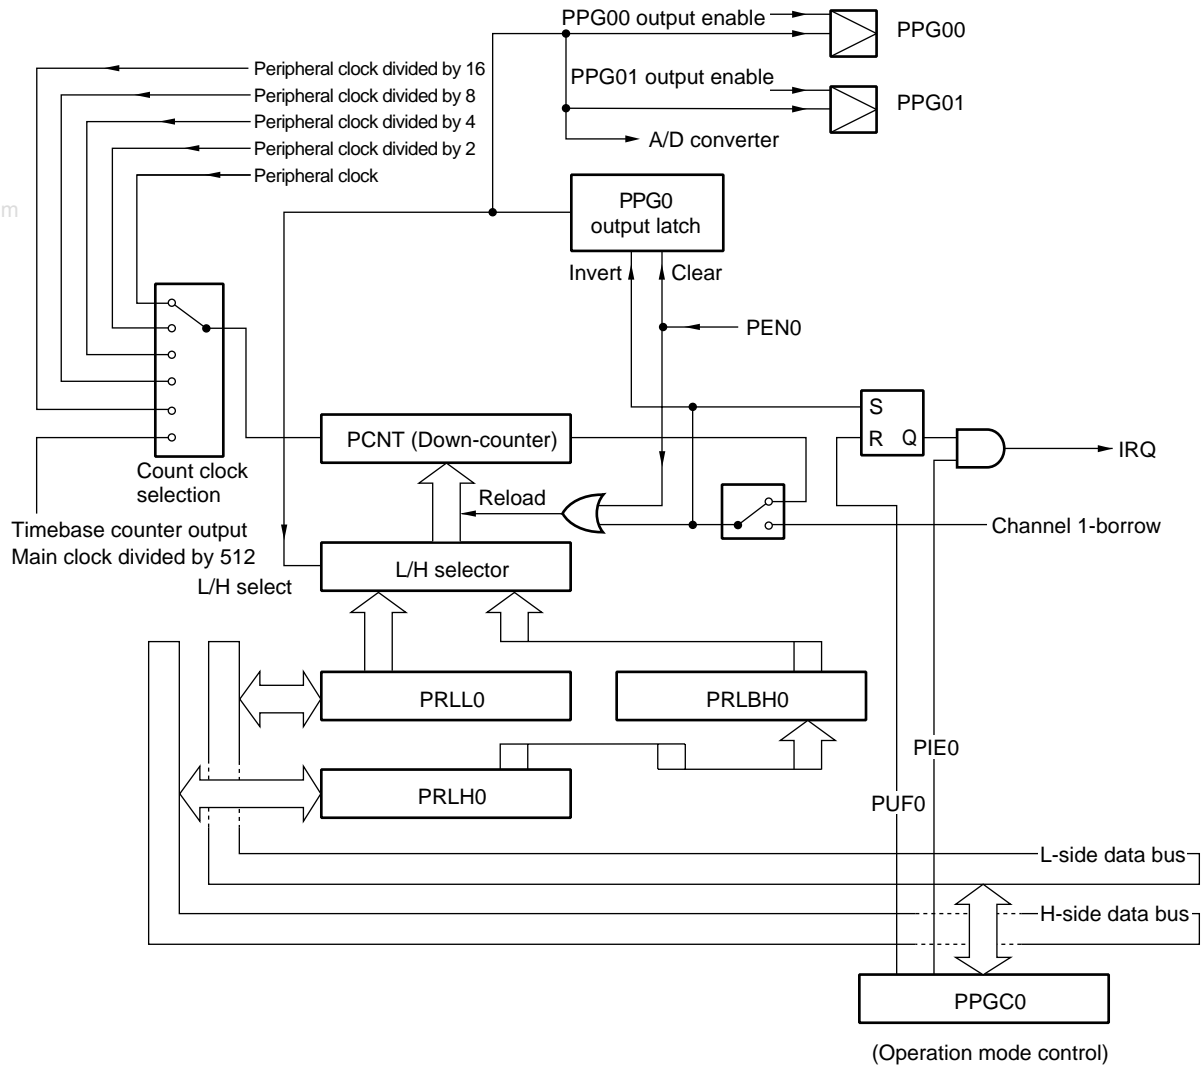 PPG00 output enable
PPG00
Peripheral clock divided by 16
PPG01 output enable
Peripheral clock divided by 8
PPG01
Peripheral clock divided by 4
A/D converter
Peripheral clock divided by 2
Peripheral clock
m
PPG0
output latch
Invert
Clear
PEN0
S
R Q
PCNT (Down-counter)
IRQ
Count clock
selection
Reload
Timebase counter output
Main clock divided by 512
Channel 1-borrow
L/H selector
L/H select
PRLL0
PRLBH0
PIE0
PRLH0
PUF0
L-side data bus
H-side data bus
PPGC0
(Operation mode control)